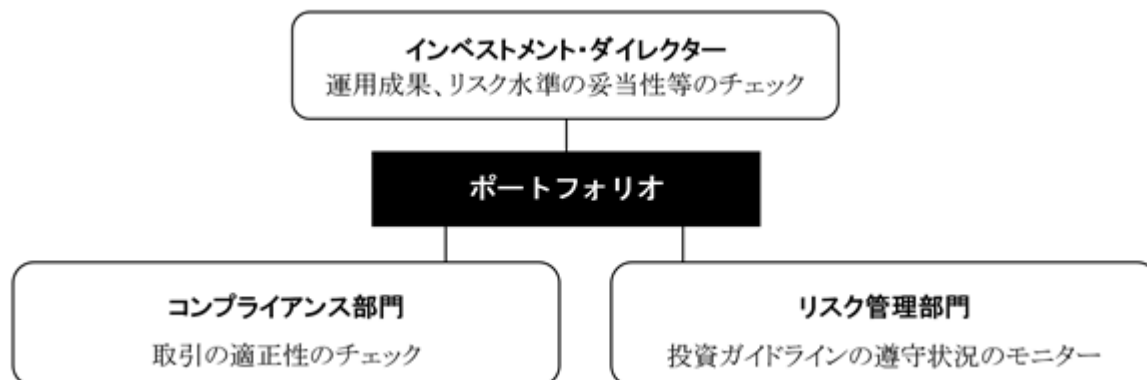 インベストメント・ダイレクター
運用成果、リスク水準の妥当性等のチェック
ポートフォリオ
コンプライアンス部門
取引の適正性のチェック
リスク管理部門
投資ガイドラインの遵守状況のモニター